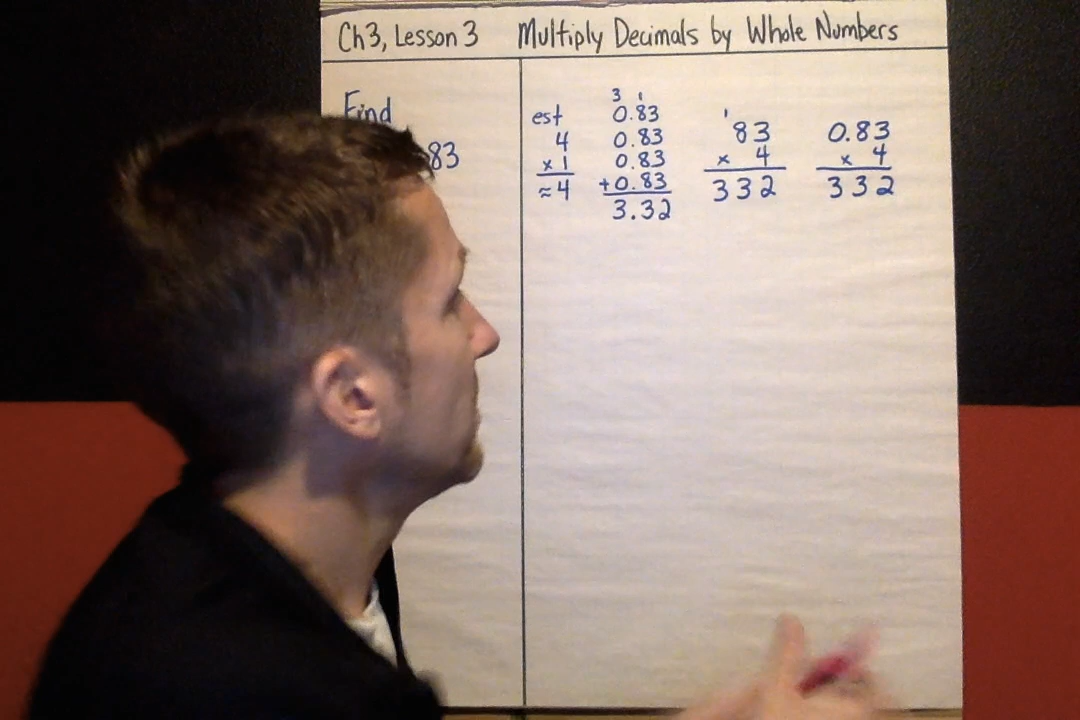 Ch3, Lesson 3 Multiply Decimals by Whole Numbers
Find
83
est
4
x 1
≈ 4
3 1
0.83
0.83
0.83
+0.83
3.32
1
83
x 4
332
0.83
x 4
332